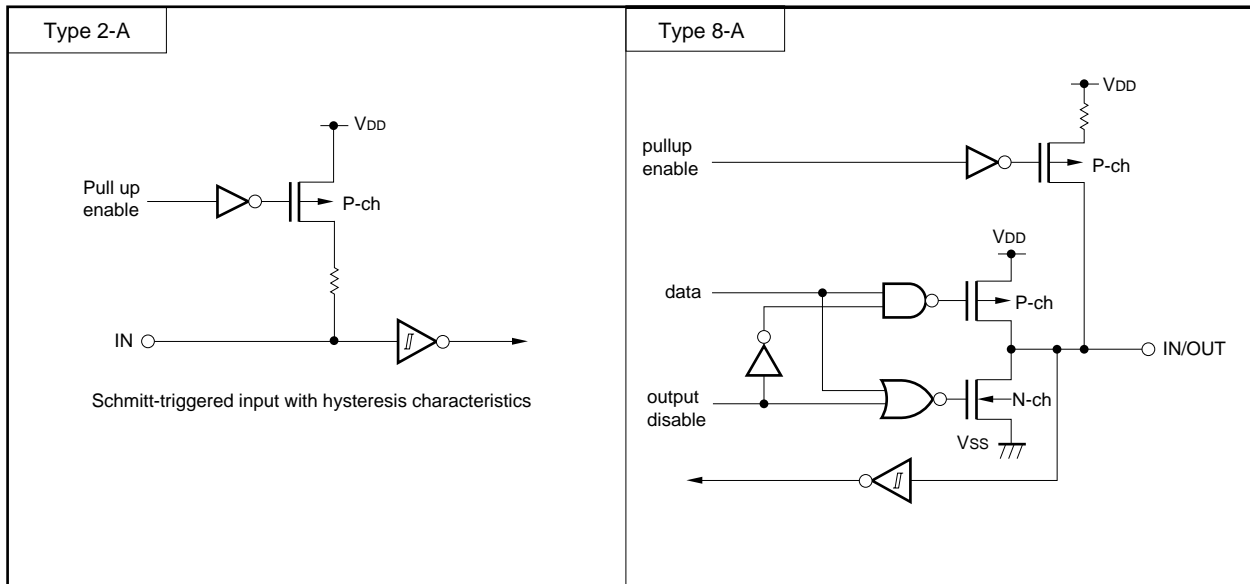 Type 2-A
VDD
Pull up
enable
P-ch
IN
Schmitt-triggered input with hysteresis characteristics
Type 8-A
VDD
pullup
enable
P-ch
VDD
data
P-ch
IN/OUT
output
disable
N-ch
VSS